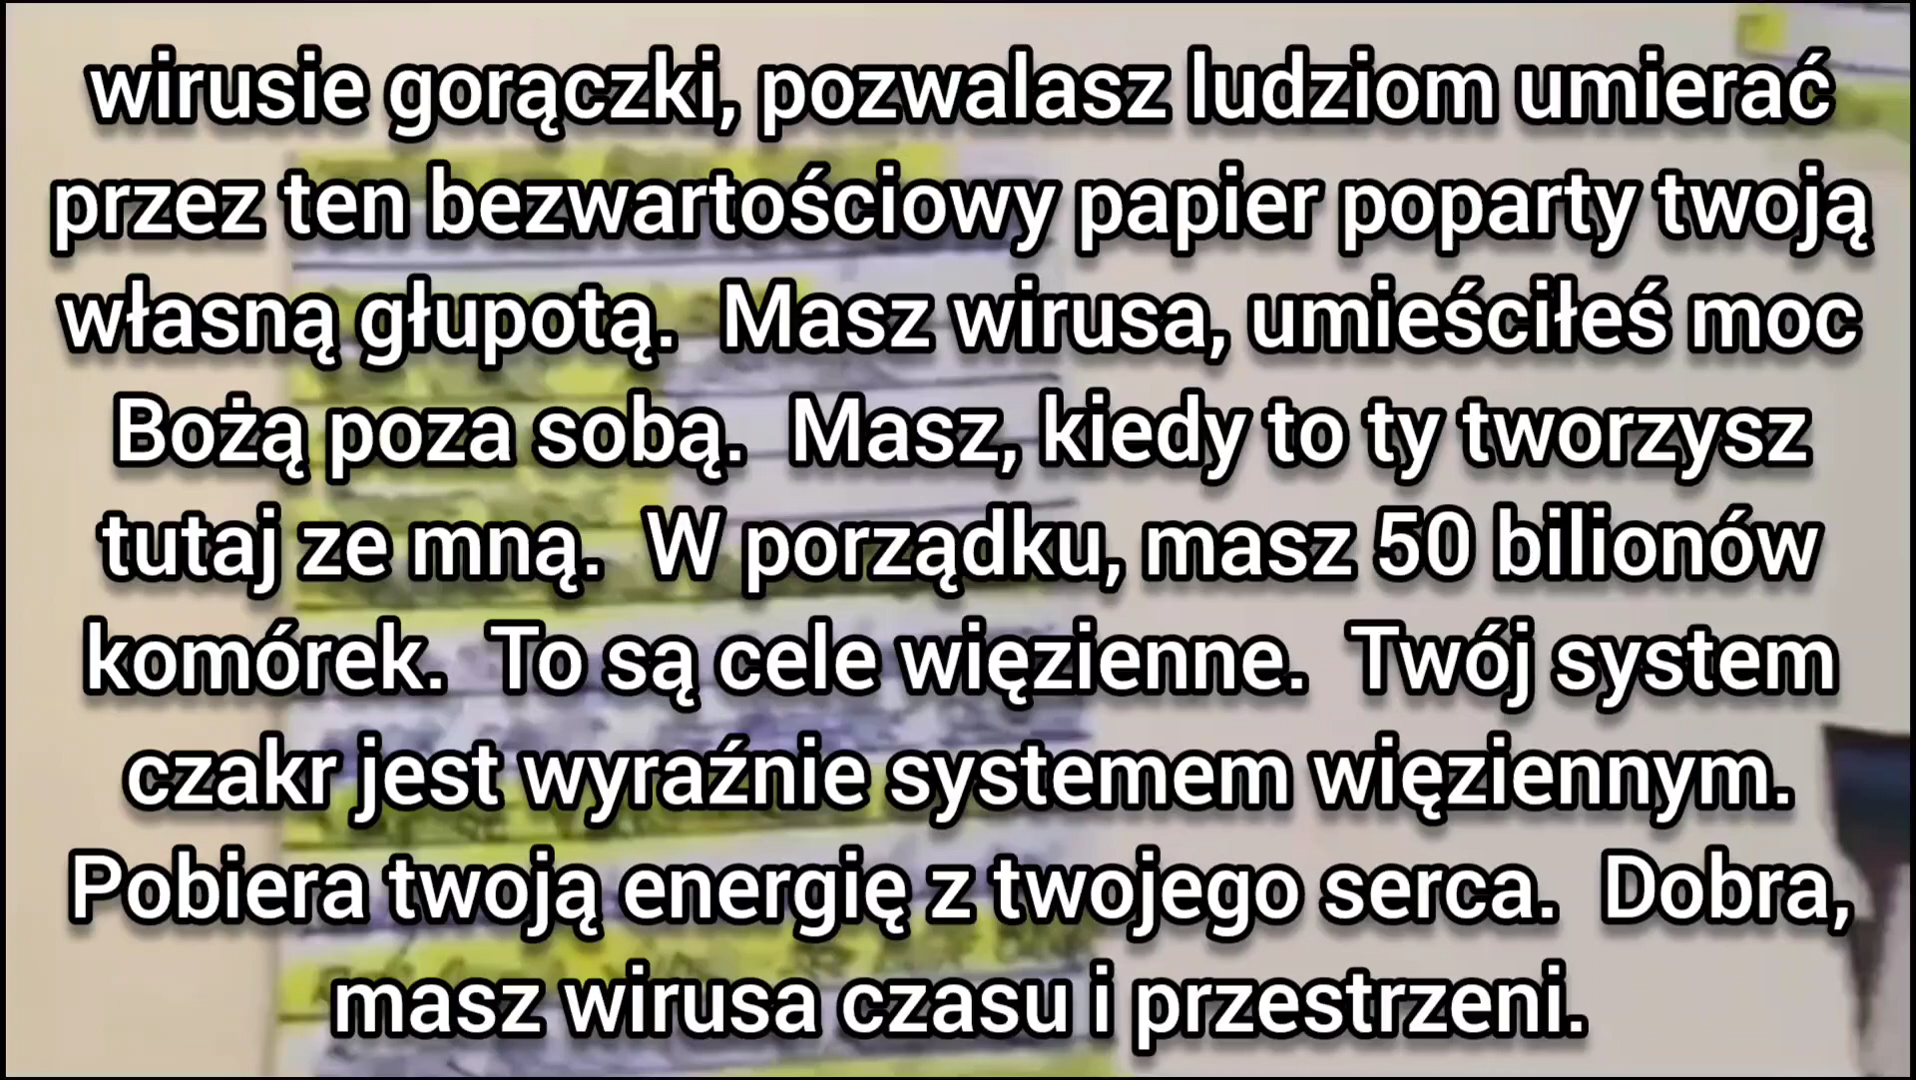 wirusie gorączki, pozwalasz ludziom umierać
przez ten bezwartościowy papier poparty twoją
własną głupotą.  Masz wirusa, umieściłeś moc
Bożą poza sobą.  Masz, kiedy to ty tworzysz
tutaj ze mną.  W porządku, masz 50 bilionów
komórek.  To są cele więzienne.  Twój system
czakr jest wyraźnie systemem więziennym.
Pobiera twoją energię z twojego serca.  Dobra,
masz wirusa czasu i przestrzeni.